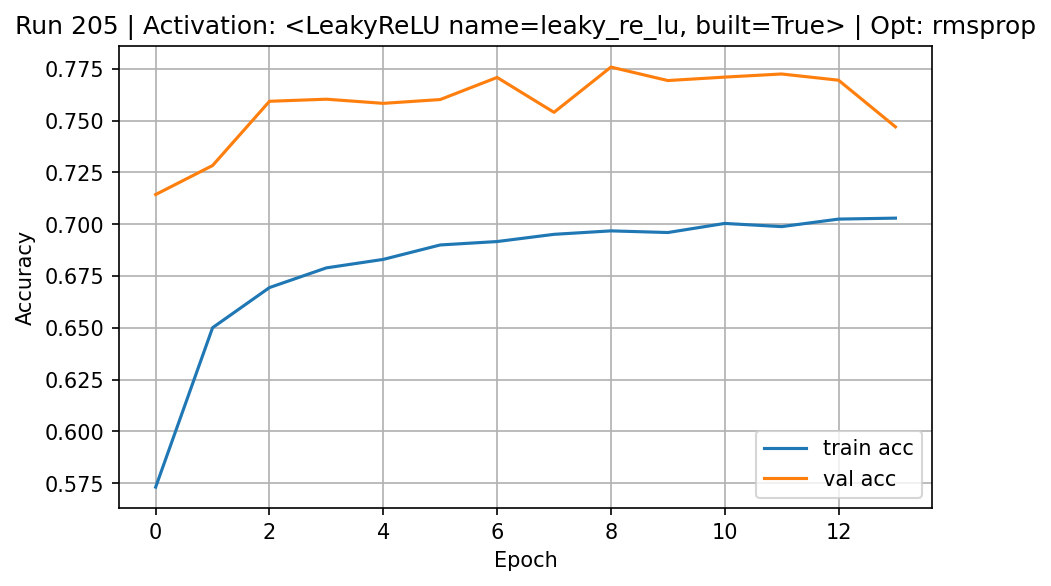 Run 205 | Activation: <LeakyReLU name=leaky_re_lu, built=True> | Opt: rmsprop
0.775
0.750
0.725
0.700
0.675
0.650
0.625
0.600
0.575
Accuracy
train acc
val acc
0 2 4 6 8 10 12
Epoch